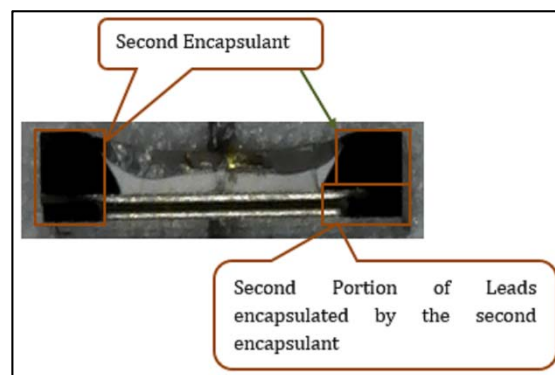 Second Encapsulant
Second Portion of Leads
encapsulated by the second
encapsulant